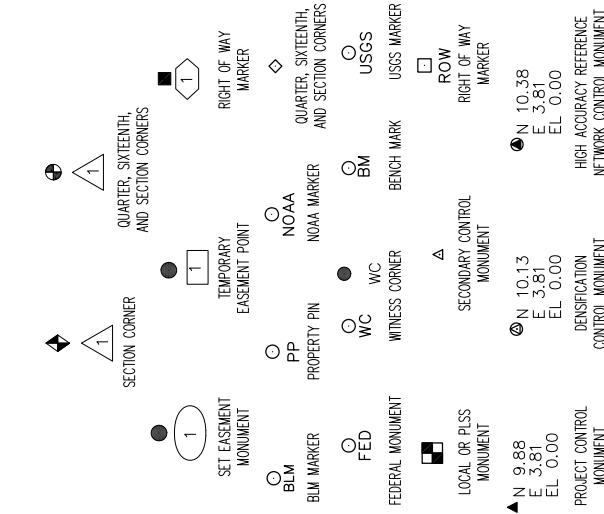 1
SECTION CORNER
1
QUARTER, SIXTEENTH,
AND SECTION CORNERS
1
SET EASEMENT
MONUMENT
1
TEMPORARY
EASEMENT POINT
1
RIGHT OF WAY
MARKER
BLM
BLM MARKER
PP
PROPERTY PIN
NOAA
NOAA MARKER
QUARTER, SIXTEENTH,
AND SECTION CORNERS
FED
FEDERAL MONUMENT
WC
WC
WITNESS CORNER
BM
BENCH MARK
USGS
USGS MARKER
LOCAL OR PLSS
MONUMENT
SECONDARY CONTROL
MONUMENT
ROW
RIGHT OF WAY
MARKER
N 9.88
E 3.81
EL 0.00
PROJECT CONTROL
MONUMENT
N 10.13
E 3.81
EL 0.00
DENSIFICATION
CONTROL MONUMENT
N 10.38
E 3.81
EL 0.00
HIGH ACCURACY REFERENCE
NETWORK CONTROL MONUMENT